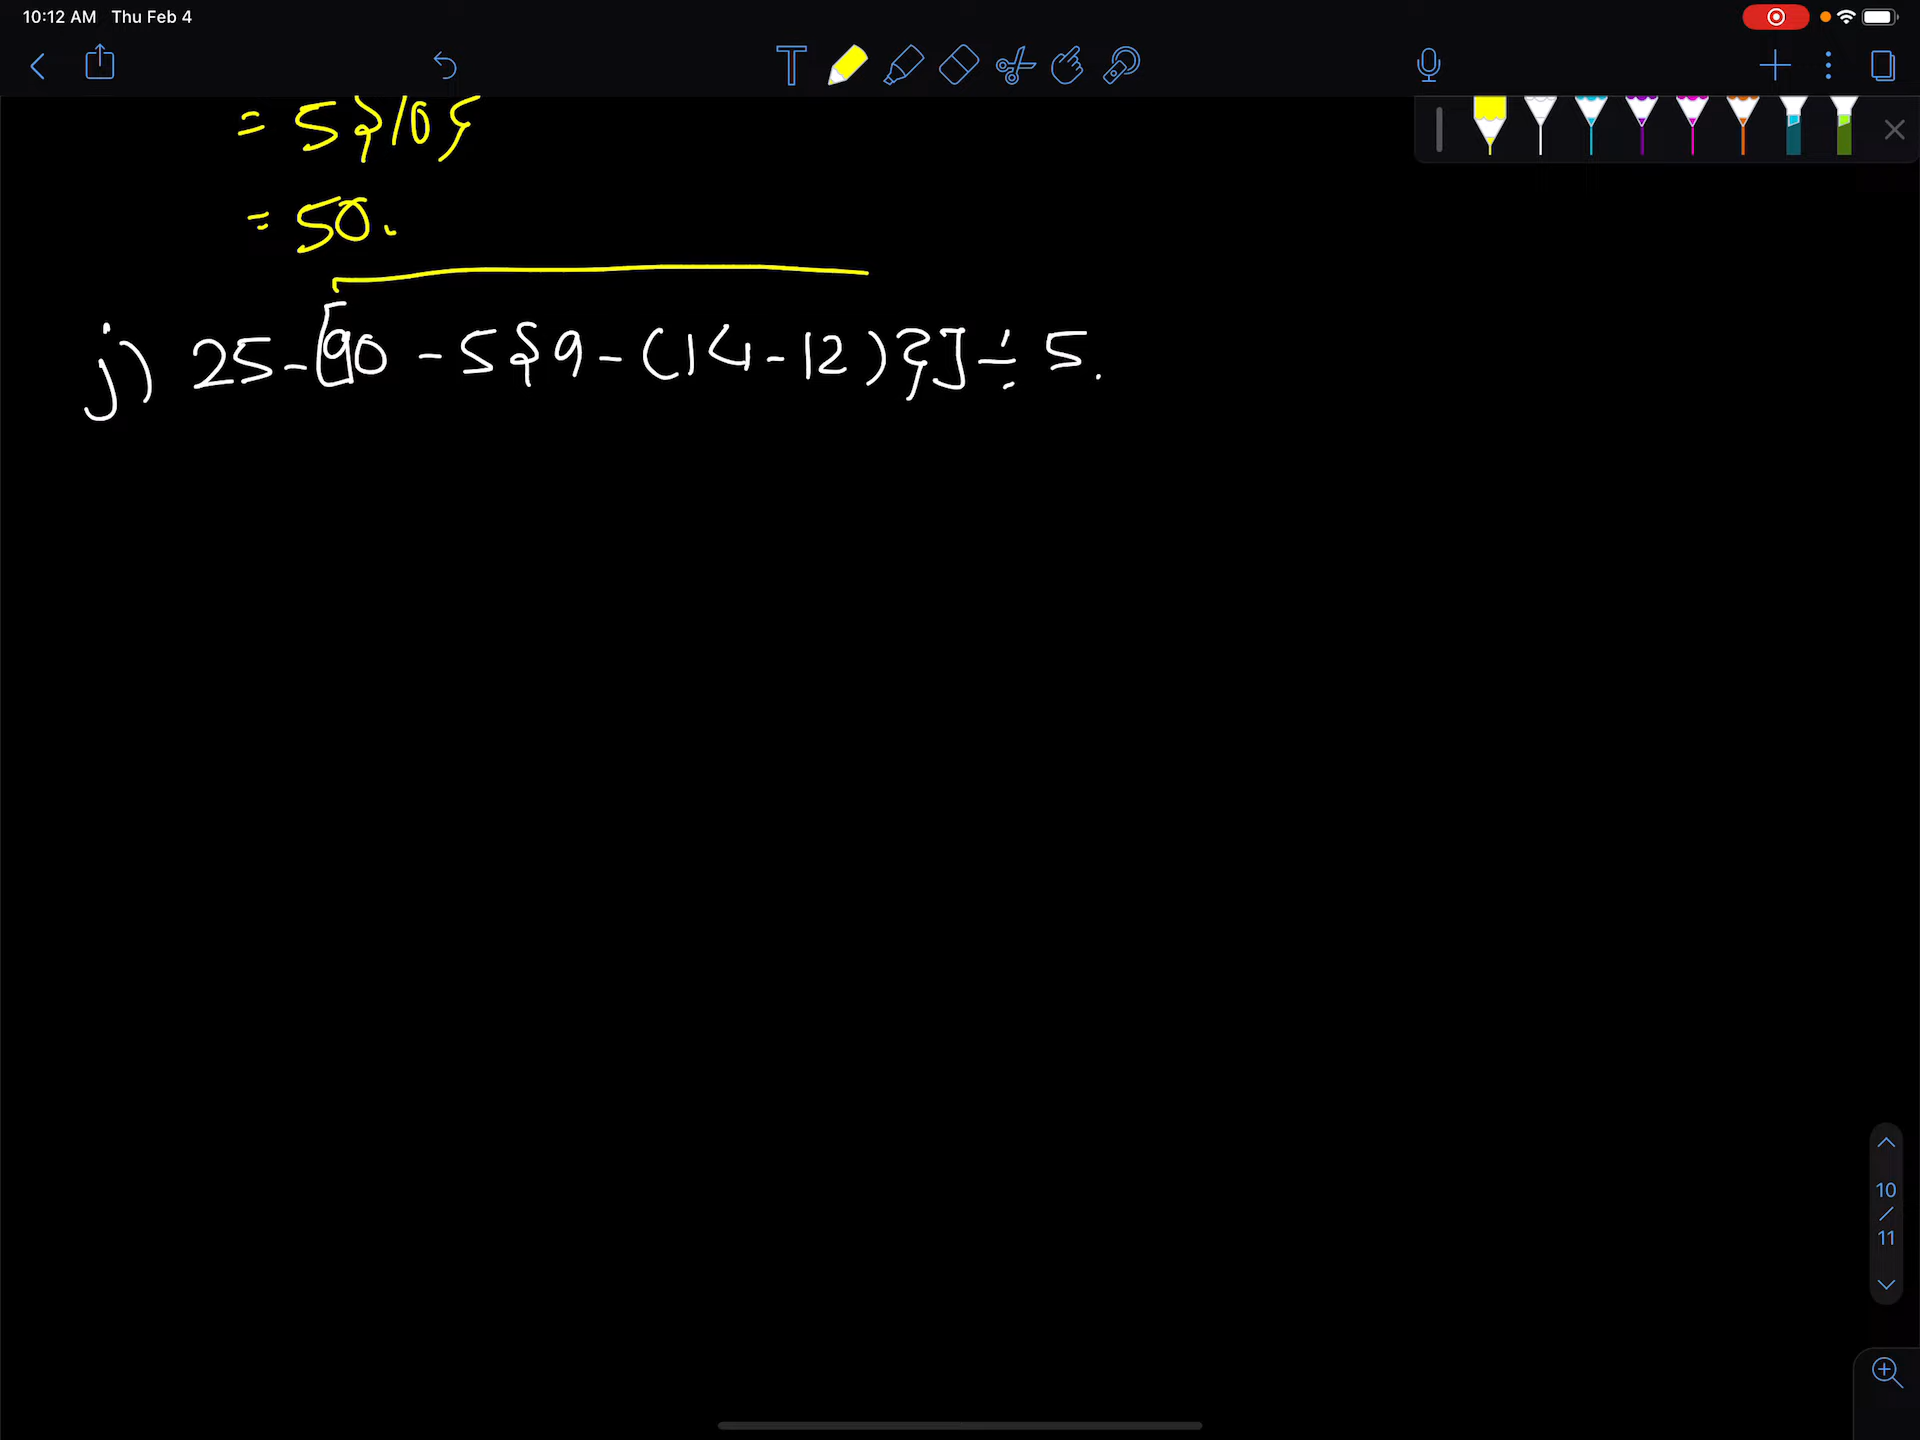 10:12 AM Thu Feb 4
= 5{10}
= 50.
j) 25-[90 - 5{9-(14-12)}] ÷ 5.
10
/
11